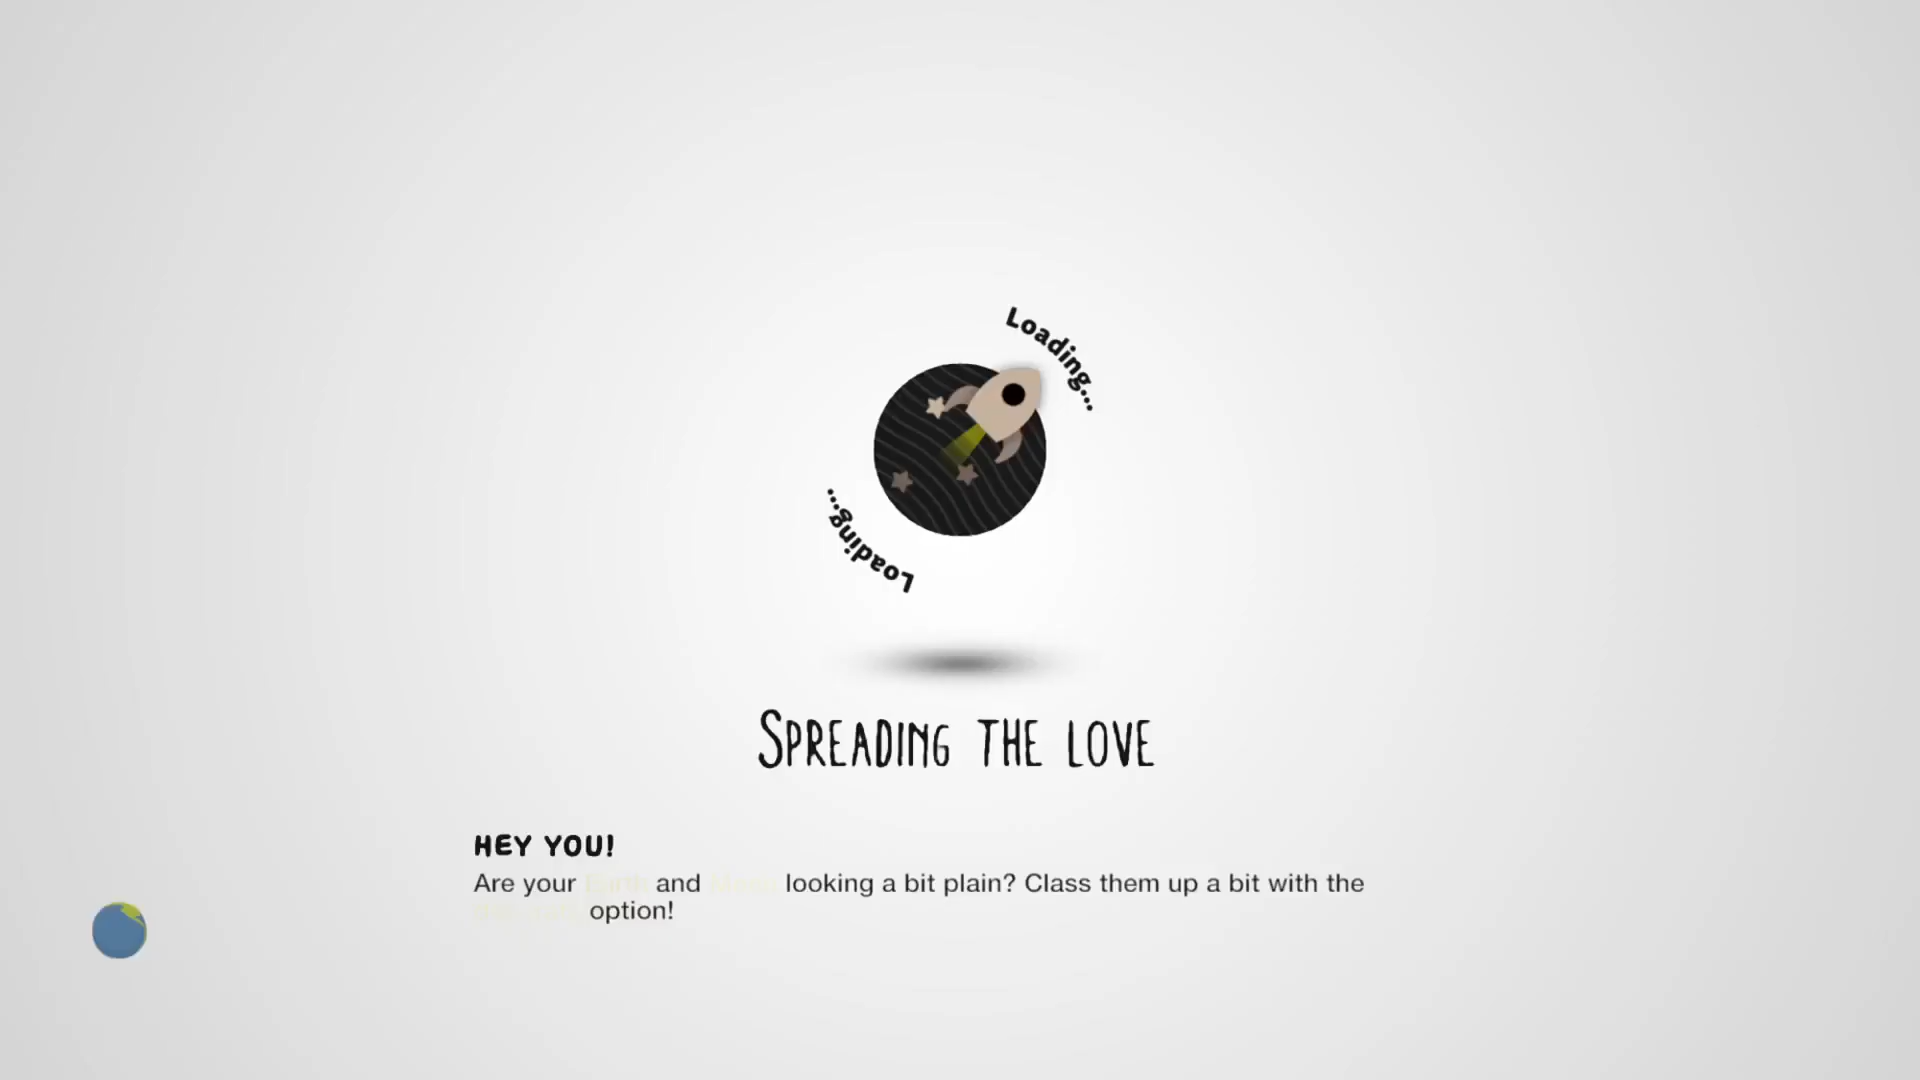 Loading...
Loading...
SPREADING THE LOVE
HEY YOU!
Are your Earth and looking a bit plain? Class them up a bit with the
option!